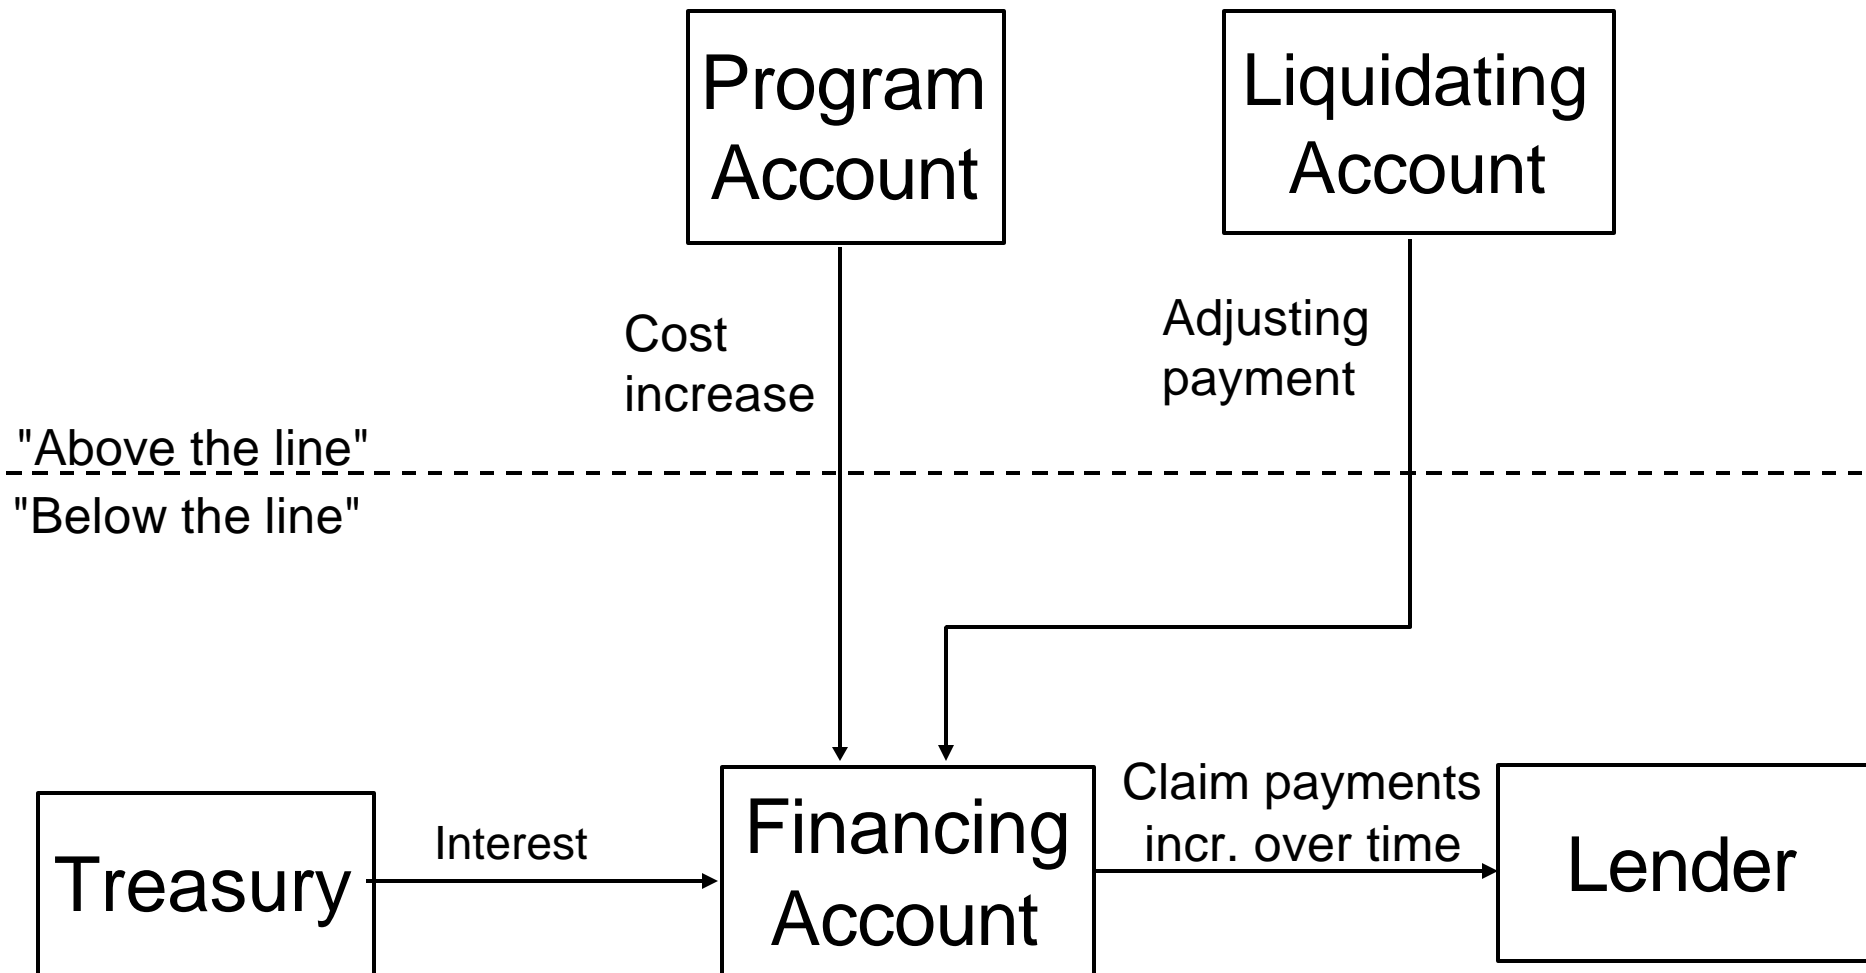 Program
Account
Liquidating
Account
Cost
increase
Adjusting
payment
"Above the line"
"Below the line"
Treasury
Interest
Financing
Account
Claim payments
incr. over time
Lender